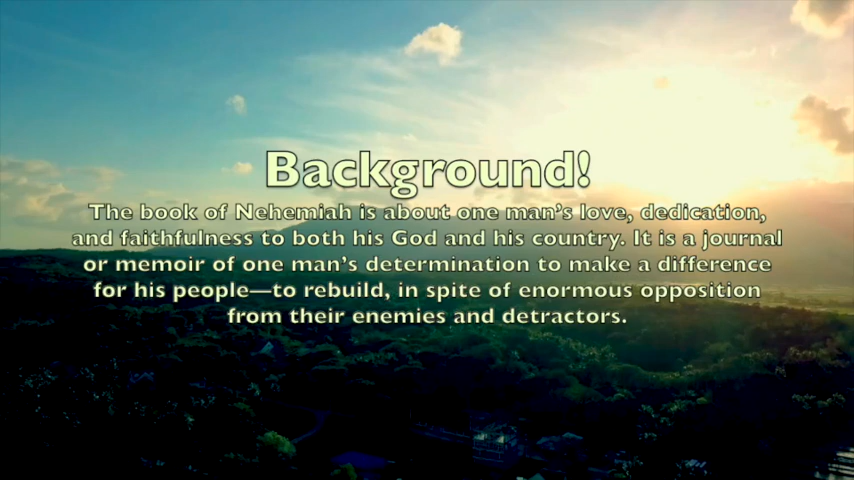 Background!
The book of Nehemiah is about one man's love, dedication,
and faithfulness to both his God and his country. It is a journal
or memoir of one man's determination to make a difference
for his people—to rebuild, in spite of enormous opposition
from their enemies and detractors.